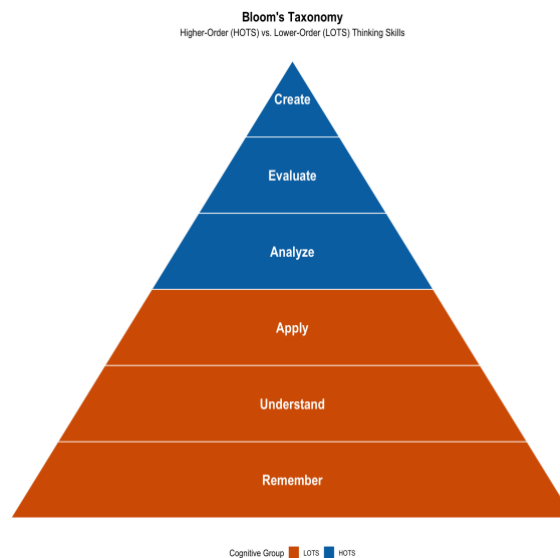 Bloom's Taxonomy
Higher-Order (HOTS) vs. Lower-Order (LOTS) Thinking Skills
Create
Evaluate
Analyze
Apply
Understand
Remember
Cognitive Group LOTS HOTS